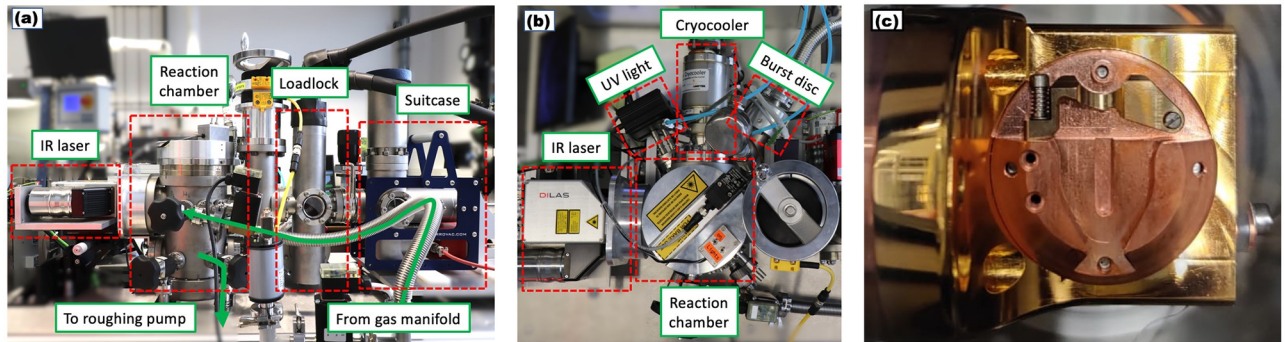 (a)
Reaction
chamber
Loadlock
Suitcase
IR laser
To roughing pump
From gas manifold
(b)
Cryocooler
UV light
Burst disc
IR laser
DILAS
Reaction
chamber
(c)